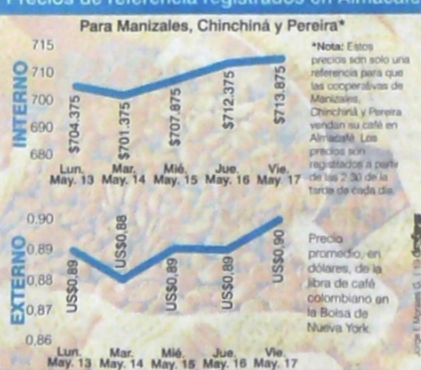 Precios de referencia registrados en Almacafé
Para Manizales, Chinchiná y Pereira*
INTERNO
715
710
700
690
680
$704.375
$701.375
$707.875
$712.375
$713.875
Lun. Mar. Mié. Jue. Vie.
May. 13 May. 14 May. 15 May. 16 May. 17
*Nota: Estos
precios són solo una
referencia para que
las cooperativas de
Manizales,
Chinchiná y Pereira
vendan su café en
Almacafé. Los
precios son
registrados a partir
de las 2:30 de la
tarde de cada día.
EXTERNO
0,90
0,89
0,88
0,87
0,86
US$0,89
US$0,88
US$0,89
US$0,89
US$0,90
Lun. Mar. Mié. Jue. Vie.
May. 13 May. 14 May. 15 May. 16 May. 17
Precio
promedio, en
dólares, de la
libra de café
colombiano en
la Bolsa de
Nueva York.
Jorge E. Morales G.